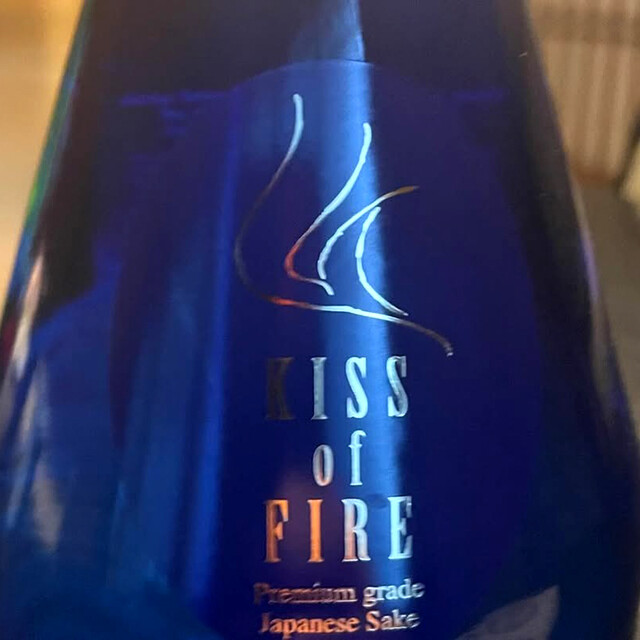 KISS
of
FIRE
Premium grade
Japanese Sake